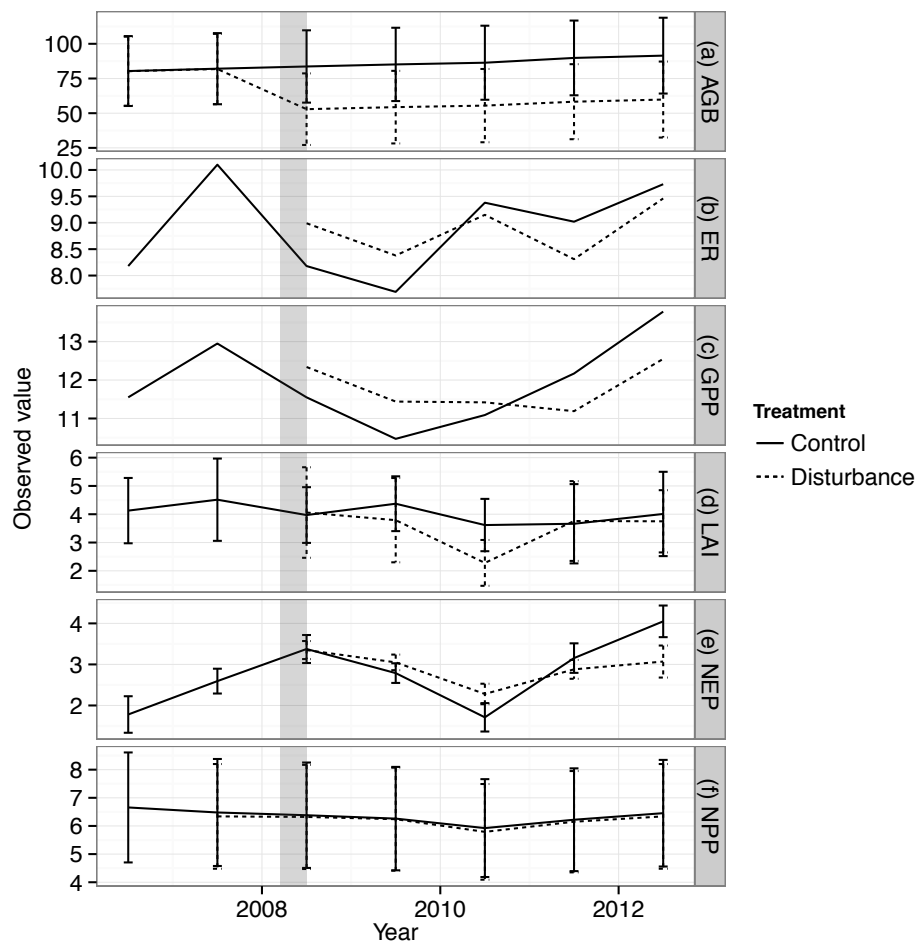 100
75
50
25
(a) AGB
10.0
9.5
9.0
8.5
8.0
(b) ER
13
12
11
(c) GPP
6
5
4
3
2
(d) LAI
4
3
2
(e) NEP
8
7
6
5
4
(f) NPP
Observed value
2008
2010
2012
Year
Treatment
Control
Disturbance